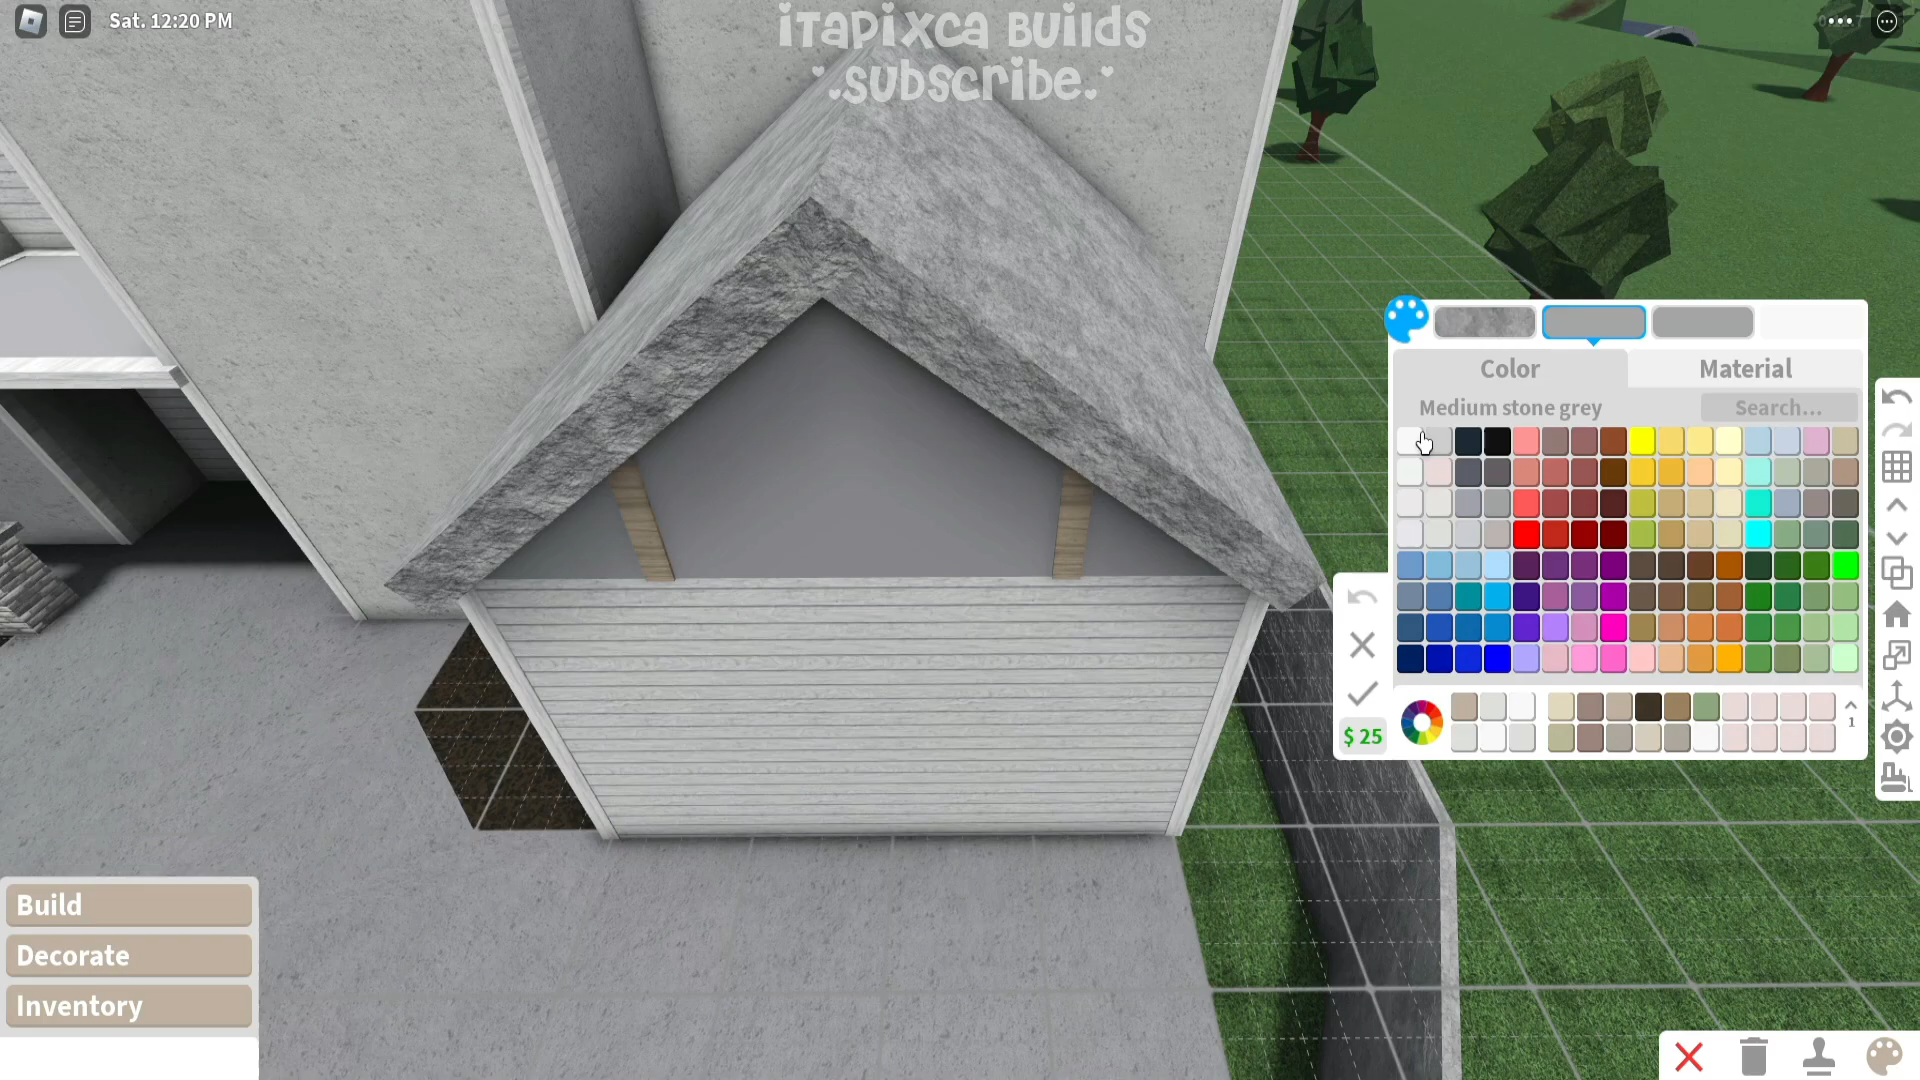 Sat. 12:20 PM
iTAPiXCA BUiLDS
SUBSCRiBE.
Color
Material
Medium stone grey
Search...
1
$ 25
Build
Decorate
Inventory